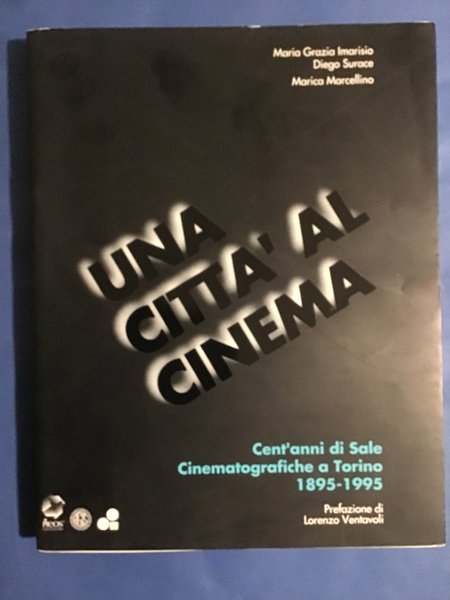 Maria Grazia Imarisio
Diego Surace
Marica Marcellino
UNA
CITTA' AL
CINEMA
Cent'anni di Sale
Cinematografiche a Torino
1895-1995
Prefazione di
Lorenzo Ventavoli
neos